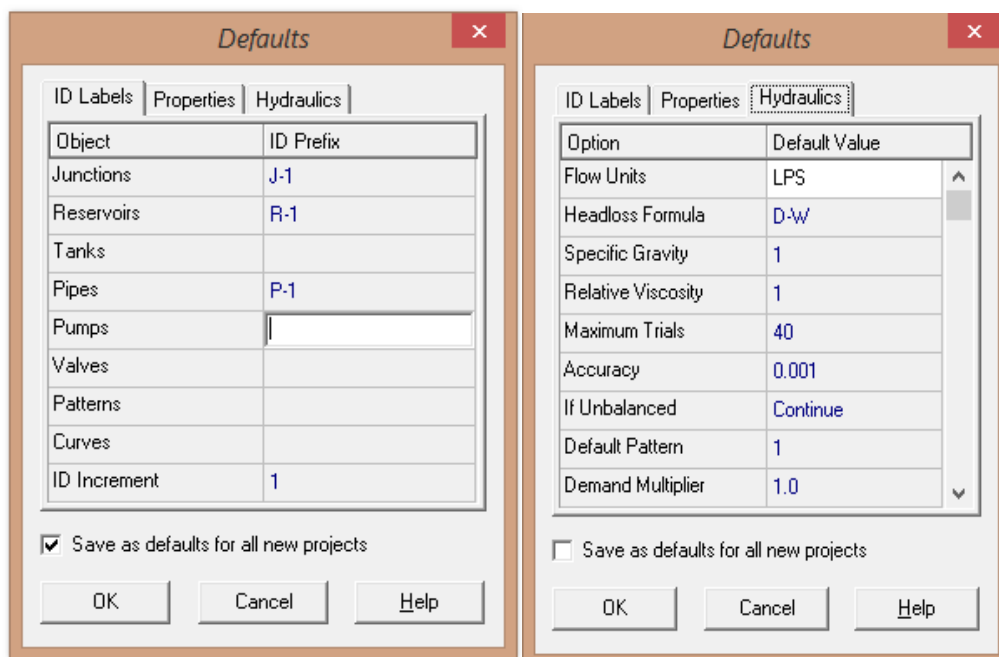 Defaults
ID Labels Properties Hydraulics
Object ID Prefix
Junctions J-1
Reservoirs R-1
Tanks
Pipes P-1
Pumps
Valves
Patterns
Curves
ID Increment 1
Save as defaults for all new projects
OK Cancel Help
Defaults
ID Labels Properties Hydraulics
Option Default Value
Flow Units LPS
Headloss Formula D-W
Specific Gravity 1
Relative Viscosity 1
Maximum Trials 40
Accuracy 0.001
If Unbalanced Continue
Default Pattern 1
Demand Multiplier 1.0
Save as defaults for all new projects
OK Cancel Help